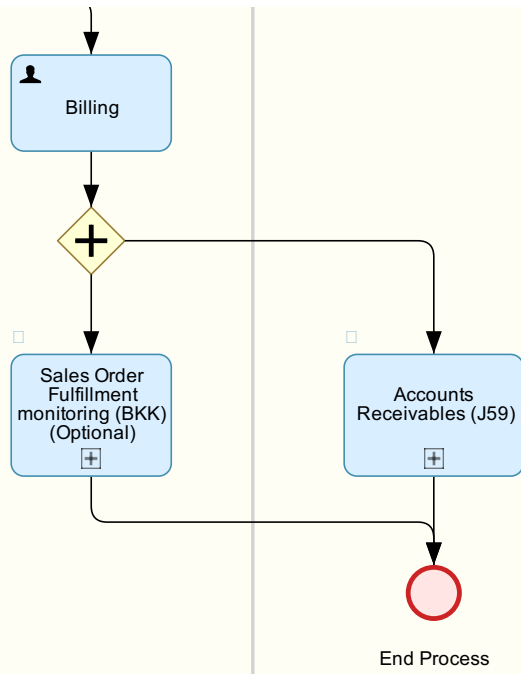 Billing
Sales Order
Fulfillment
monitoring (BKK)
(Optional)
Accounts
Receivables (J59)
End Process